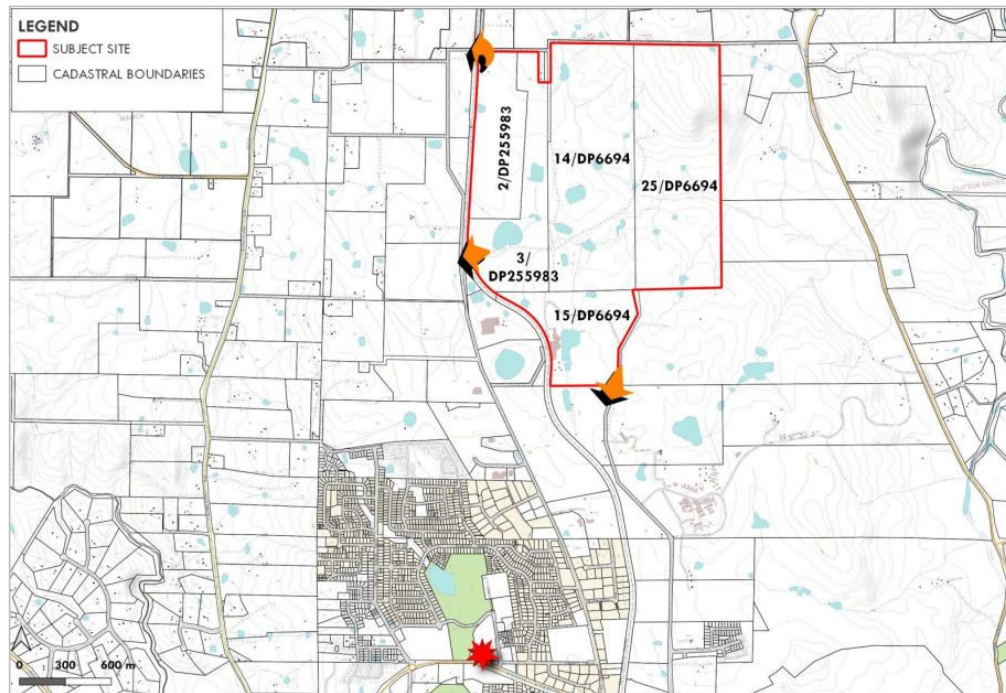 LEGEND
SUBJECT SITE
CADASTRAL BOUNDARIES
2/DP255983
14/DP6694
25/DP6694
3/
DP255983
15/DP6694
0 300 600 m